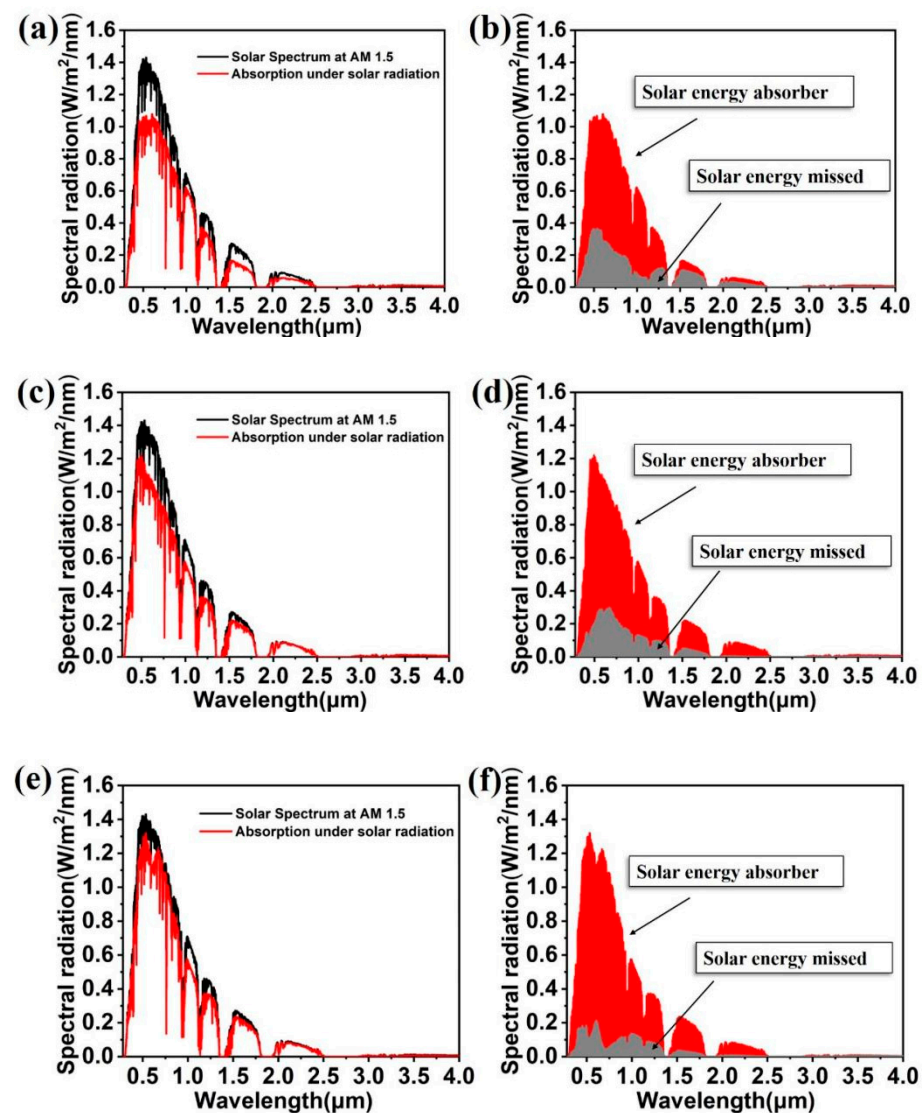 (a)
Spectral radiation(W/m²/nm)
1.6
1.4
1.2
1.0
0.8
0.6
0.4
0.2
0.0
Solar Spectrum at AM 1.5
Absorption under solar radiation
0.5 1.0 1.5 2.0 2.5 3.0 3.5 4.0
Wavelength(μm)
(b)
Spectral radiation(W/m²/nm)
1.6
1.4
1.2
1.0
0.8
0.6
0.4
0.2
0.0
Solar energy absorber
Solar energy missed
0.5 1.0 1.5 2.0 2.5 3.0 3.5 4.0
Wavelength(μm)
(c)
Spectral radiation(W/m²/nm)
1.6
1.4
1.2
1.0
0.8
0.6
0.4
0.2
0.0
Solar Spectrum at AM 1.5
Absorption under solar radiation
0.5 1.0 1.5 2.0 2.5 3.0 3.5 4.0
Wavelength(μm)
(d)
Spectral radiation(W/m²/nm)
1.6
1.4
1.2
1.0
0.8
0.6
0.4
0.2
0.0
Solar energy absorber
Solar energy missed
0.5 1.0 1.5 2.0 2.5 3.0 3.5 4.0
Wavelength(μm)
(e)
Spectral radiation(W/m²/nm)
1.6
1.4
1.2
1.0
0.8
0.6
0.4
0.2
0.0
Solar Spectrum at AM 1.5
Absorption under solar radiation
0.5 1.0 1.5 2.0 2.5 3.0 3.5 4.0
Wavelength(μm)
(f)
Spectral radiation(W/m²/nm)
1.6
1.4
1.2
1.0
0.8
0.6
0.4
0.2
0.0
Solar energy absorber
Solar energy missed
0.5 1.0 1.5 2.0 2.5 3.0 3.5 4.0
Wavelength(μm)